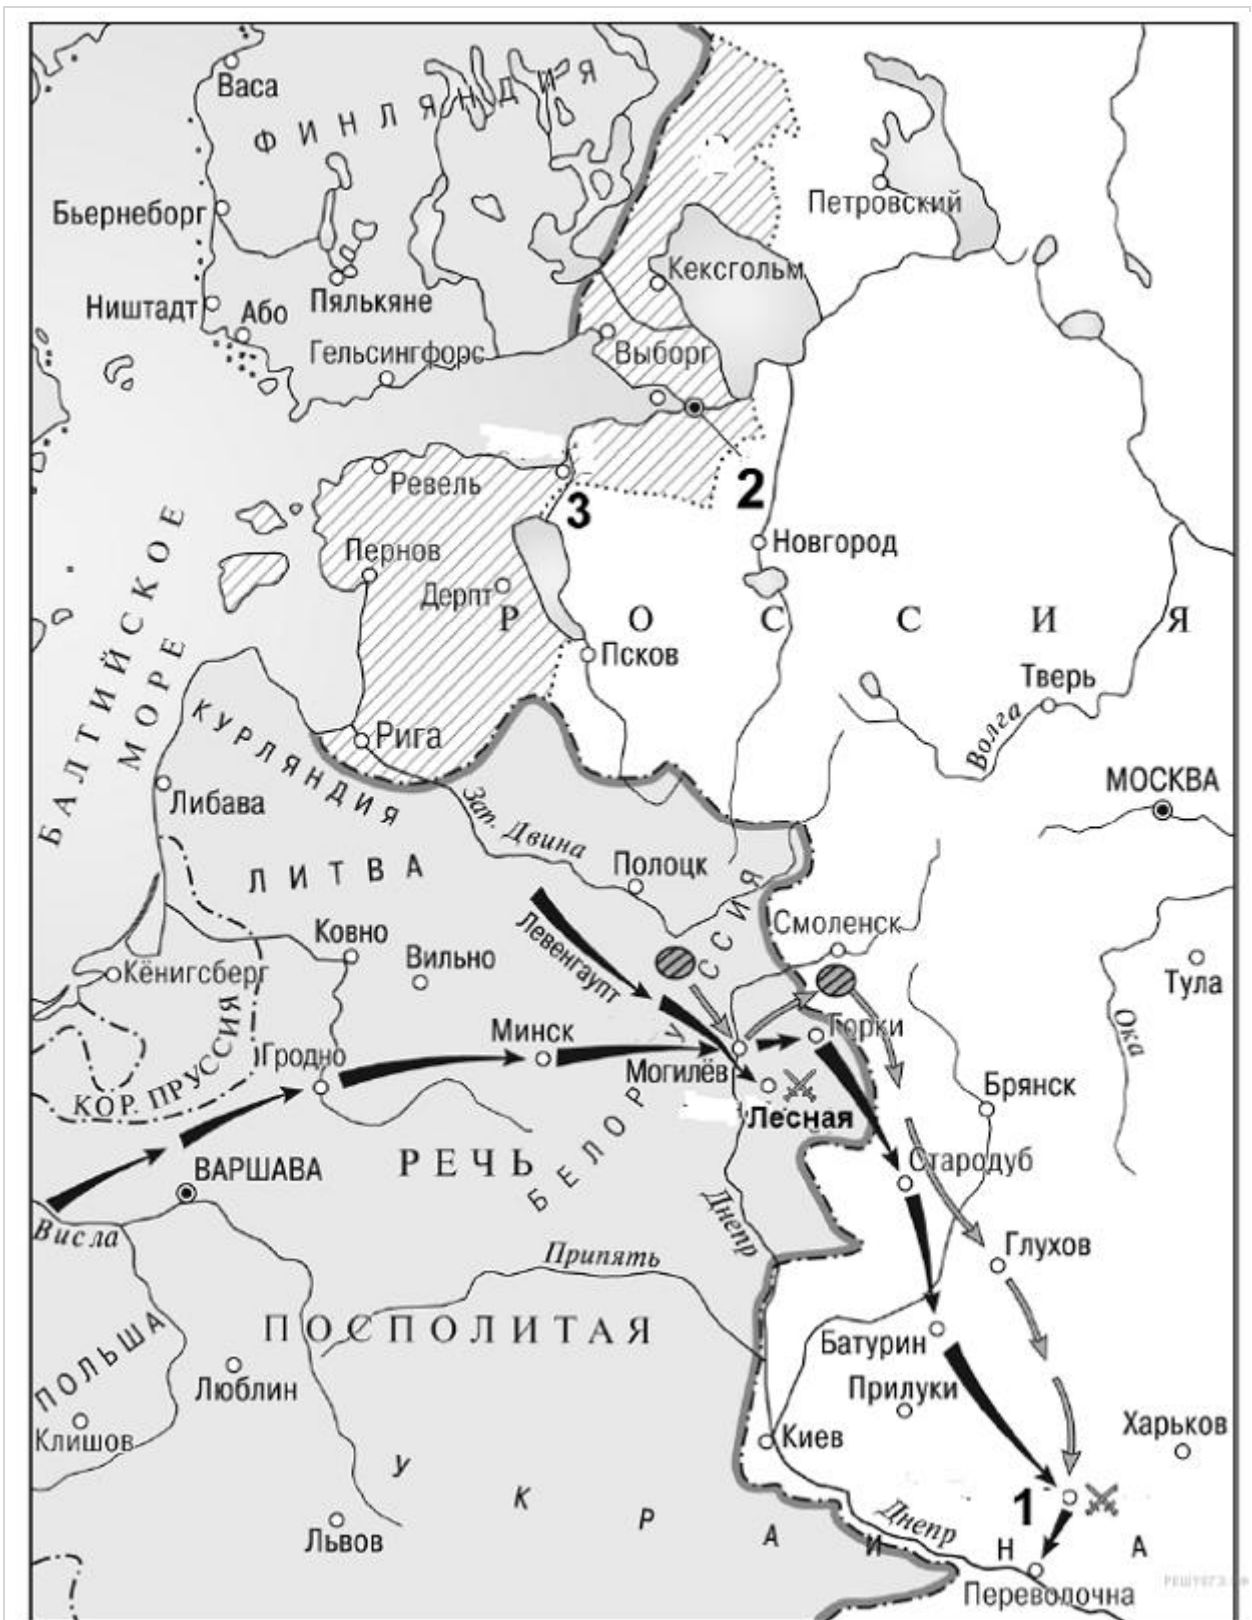 Васа
ФИНЛЯНДИЯ
Бьернеборг
Петровский
Кексгольм
Ништадт
Або
Пялькяне
Гельсингфорс
Выборг
2
Ревель
3
Новгород
Пернов
Дерпт
РОССИЯ
Псков
БАЛТИЙСКОЕ
МОРЕ
Тверь
Волга
КУРЛЯНДИЯ
Рига
МОСКВА
Либава
Зап. Двина
Полоцк
ЛИТВА
Смоленск
Ковно
Вильно
Левенгаупт
Кёнигсберг
Тула
Ока
КОР. ПРУССИЯ
Гродно
Минск
Горки
Могилёв
Брянск
Лесная
БЕЛОРУССИЯ
ВАРШАВА
РЕЧЬ
Стародуб
Висла
Днепр
Глухов
Припять
ПОСПОЛИТАЯ
ПОЛЬША
Батурин
Люблин
Прилуки
Клишов
Киев
Харьков
1
УКРАИНА
Львов
Днепр
Переволочна